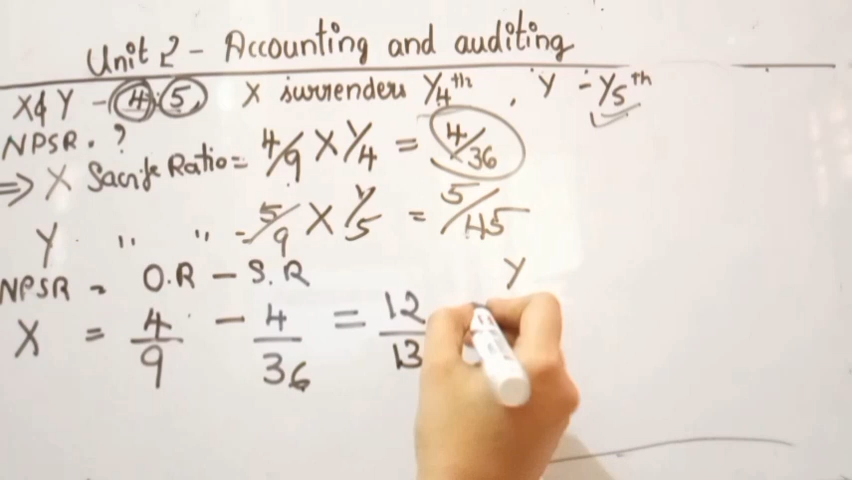 Unit 2 - Accounting and auditing
X & Y - 4:5, X surrenders 1/4th, Y - 1/5th
NPSR. ?
=> X Sacrife Ratio = 4/9 X 1/4 = 4/36
Y " " - 5/9 X 1/5 = 5/45
NPSR = O.R - S.R
Y
X = 4/9 - 4/36 = 12/13